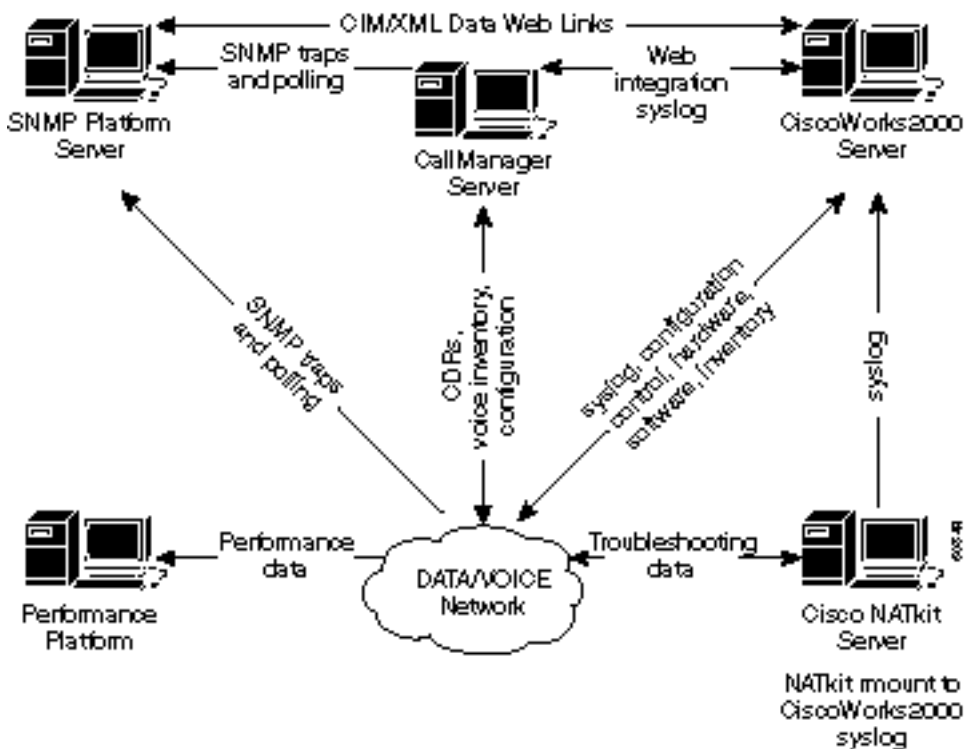 CIM/XML Data Web Links
SNMP traps
and polling
Web
integration
syslog
SNMP Platform
Server
CallManager
Server
CiscoWorks2000
Server
SNMP traps
and polling
CDRs,
voice inventory,
configuration
syslog, configuration
control, hardware,
software, inventory
syslog
Performance
data
DATA/VOICE
Network
Troubleshooting
data
Performance
Platform
Cisco NATkit
Server
NATkit rmount to
CiscoWorks2000
syslog